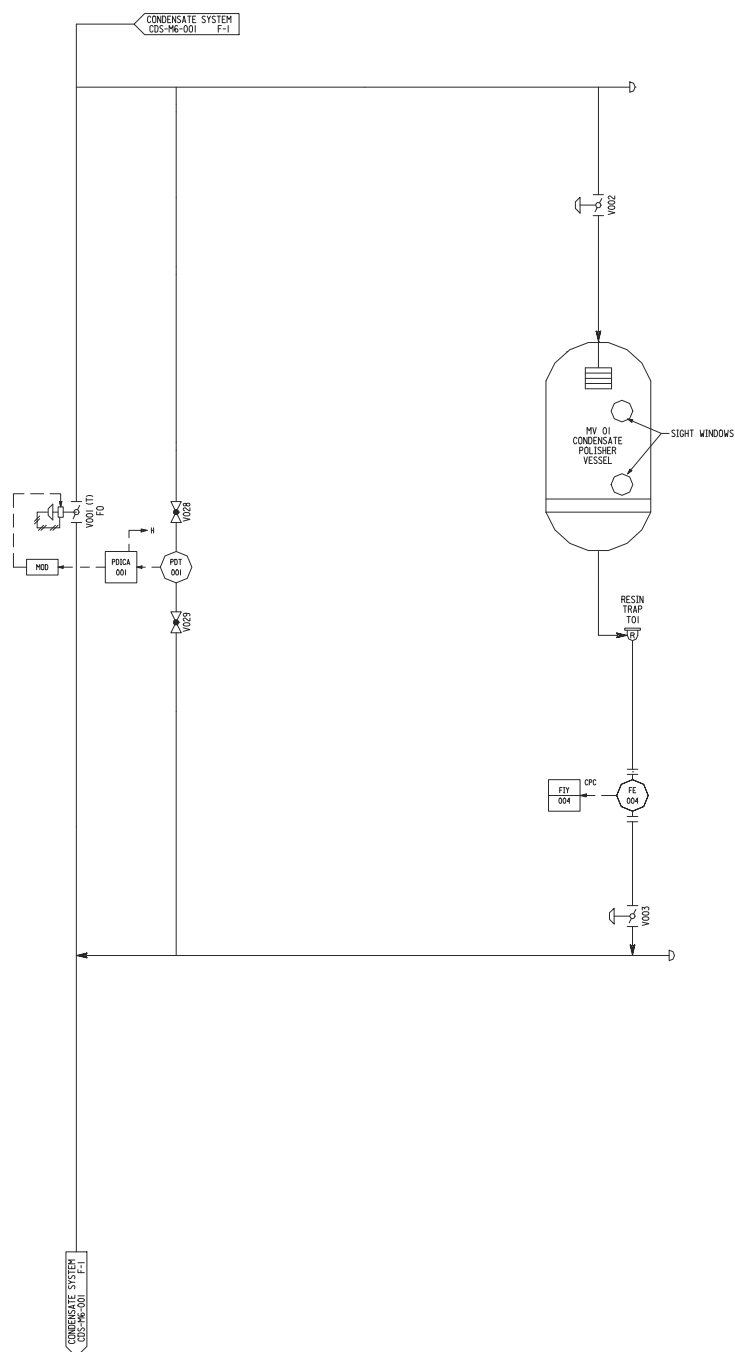 CONDENSATE SYSTEM
CDS-M6-001 F-1
V002
MV 01
CONDENSATE
POLISHER
VESSEL
SIGHT WINDOWS
V001 (T)
FO
V028
H
MOD
PDICA
001
PDT
001
V029
RESIN
TRAP
T01
R
CPC
FIY
004
FE
004
V003
CONDENSATE SYSTEM
CDS-M6-001 F-1